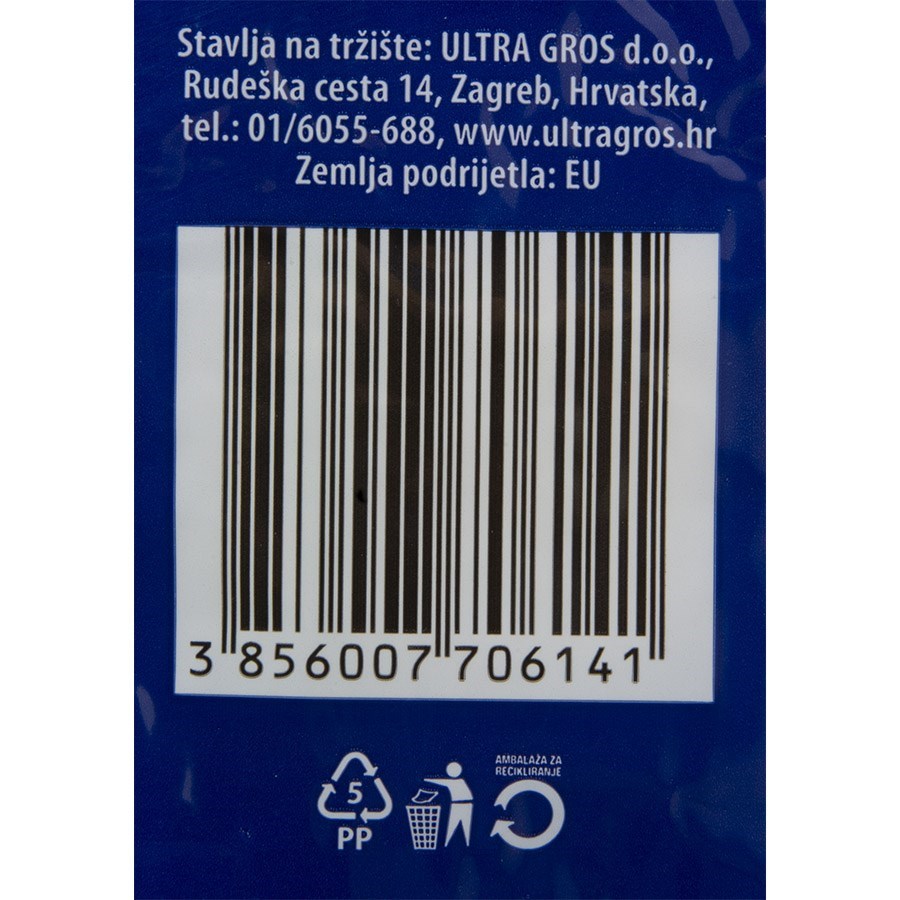 Stavlja na tržište: ULTRA GROS d.o.o.,
Rudeška cesta 14, Zagreb, Hrvatska,
tel.: 01/6055-688, www.ultragros.hr
Zemlja podrijetla: EU
3 856007 706141
AMBALAŽA ZA
RECIKLIRANJE
5
PP